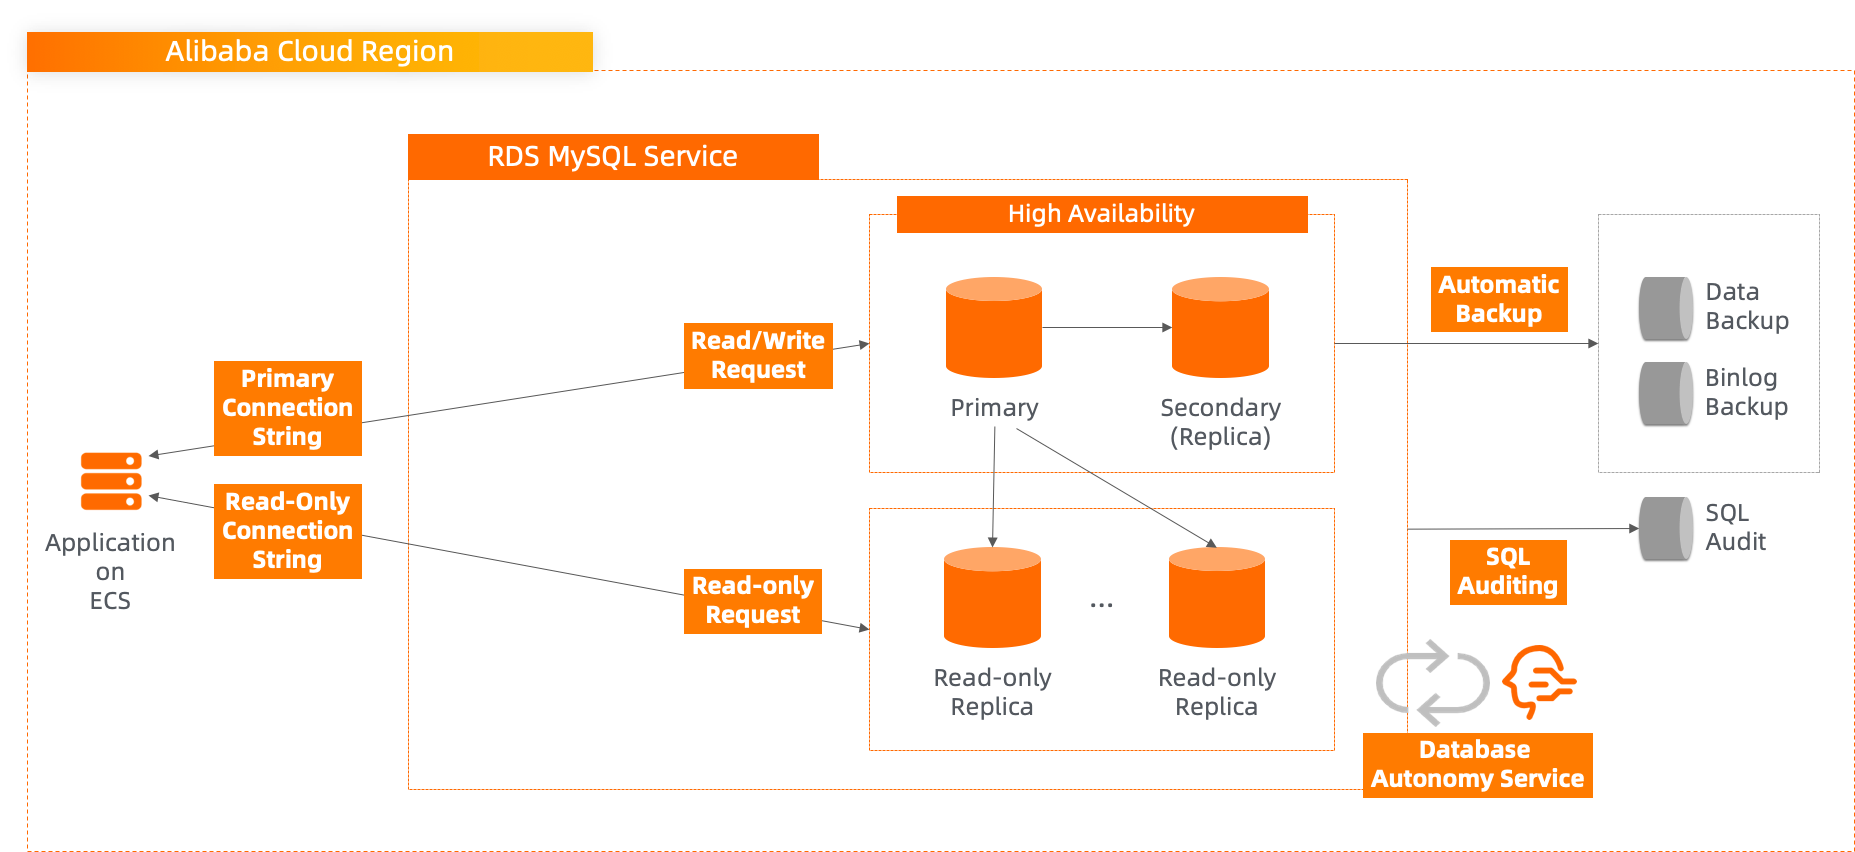 Alibaba Cloud Region
RDS MySQL Service
High Availability
Automatic
Backup
Data
Backup
Binlog
Backup
Read/Write
Request
Primary
Connection
String
Primary
Secondary
(Replica)
Read-Only
Connection
String
Application
on
ECS
SQL
Audit
SQL
Auditing
Read-only
Request
...
Read-only
Replica
Read-only
Replica
Database
Autonomy Service